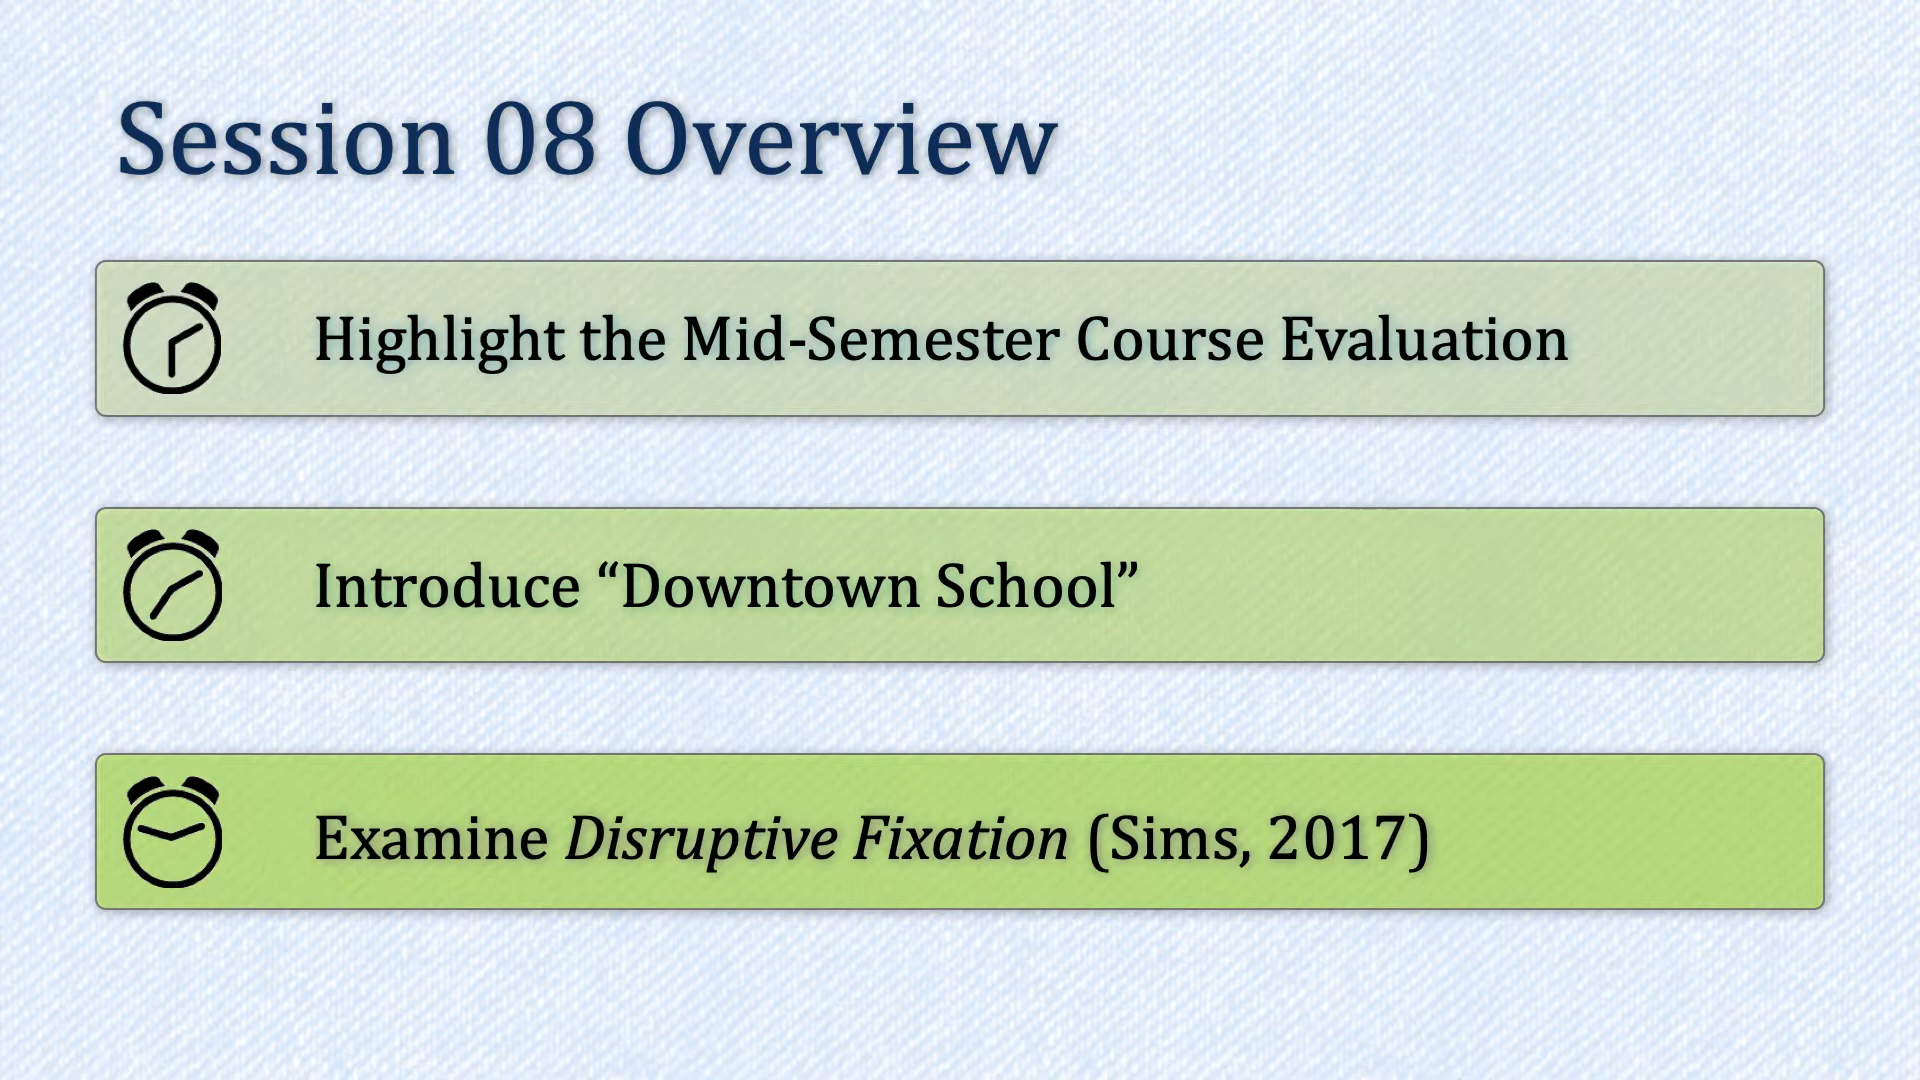 Session 08 Overview
Highlight the Mid-Semester Course Evaluation
Introduce “Downtown School”
Examine Disruptive Fixation (Sims, 2017)